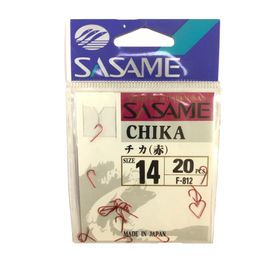 SASAME
SASAME
CHIKA
チカ(赤)
SIZE 14 20 PCS
F-812
MADE IN JAPAN